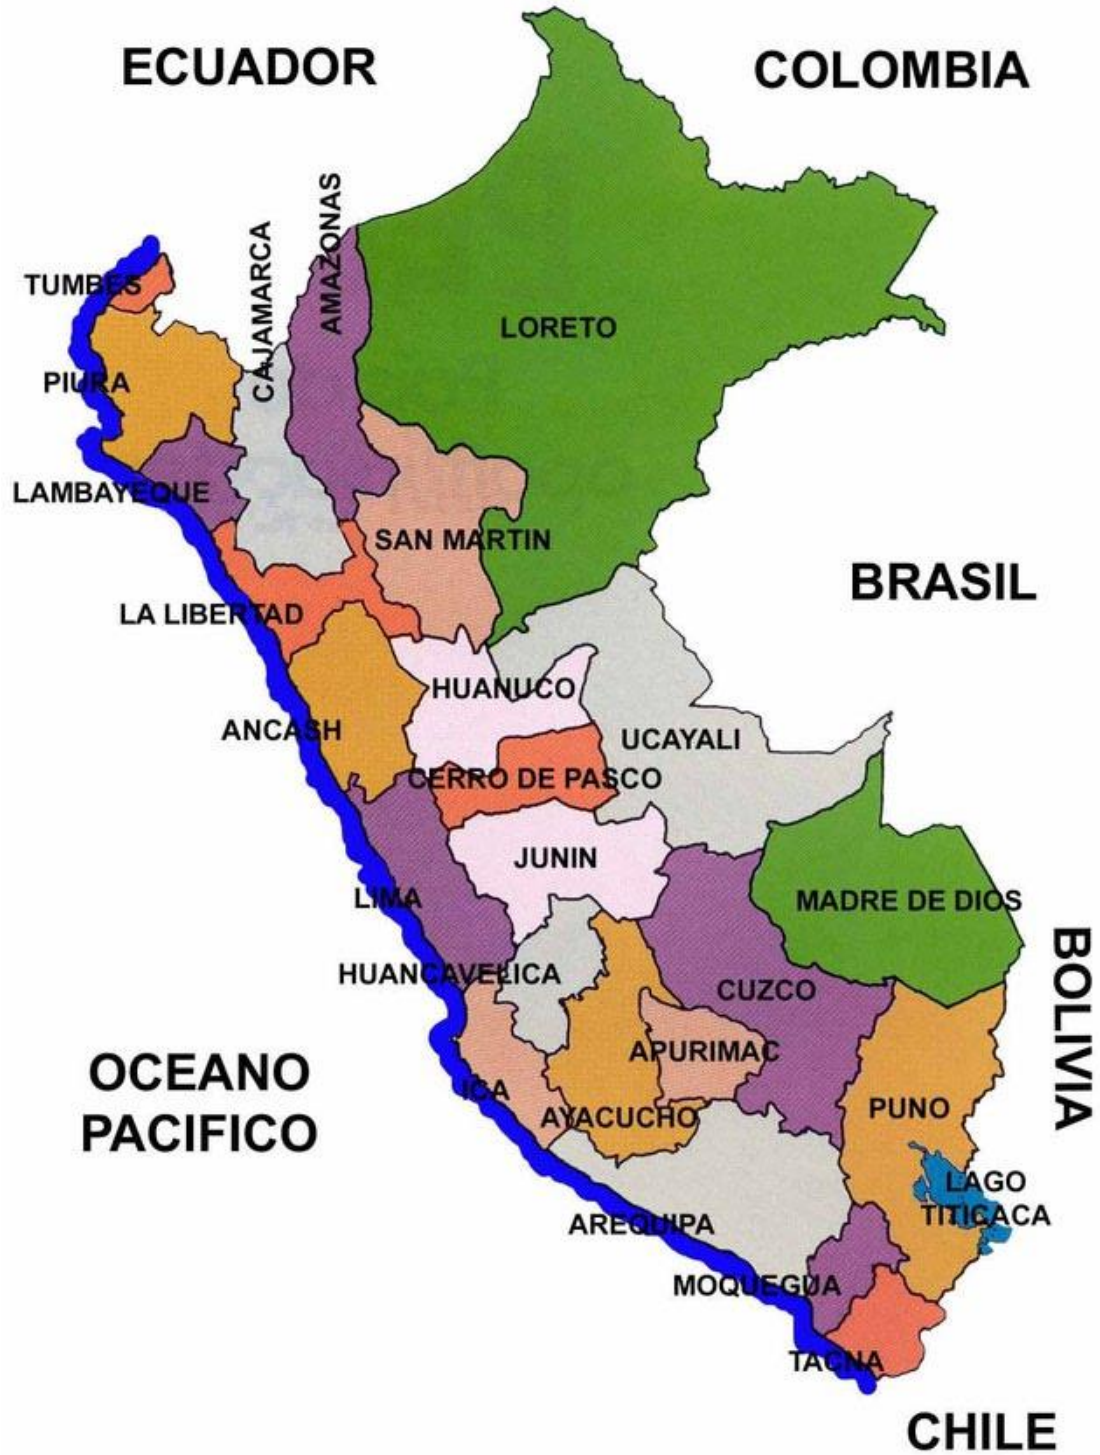 ECUADOR
COLOMBIA
AMAZONAS
CAJAMARCA
TUMBES
LORETO
PIURA
LAMBAYEQUE
SAN MARTIN
BRASIL
LA LIBERTAD
HUANUCO
ANCASH
UCAYALI
CERRO DE PASCO
JUNIN
LIMA
MADRE DE DIOS
HUANCAVELICA
CUZCO
BOLIVIA
OCEANO
PACIFICO
APURIMAC
ICA
AYACUCHO
PUNO
LAGO
TITICACA
AREQUIPA
MOQUEGUA
TACNA
CHILE